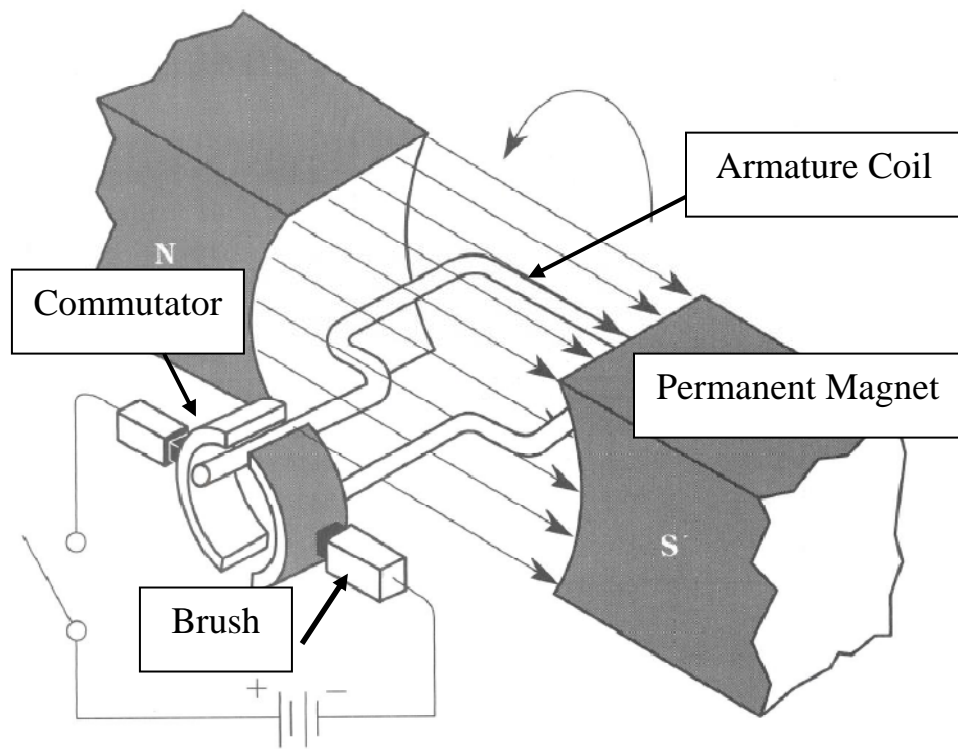 Armature Coil
N
Commutator
Permanent Magnet
S
Brush
+ −